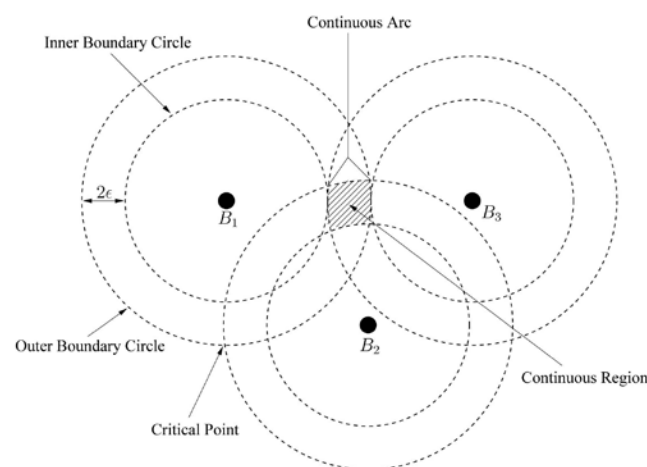 Continuous Arc
Inner Boundary Circle
2ϵ
B₁
B₃
B₂
Outer Boundary Circle
Continuous Region
Critical Point